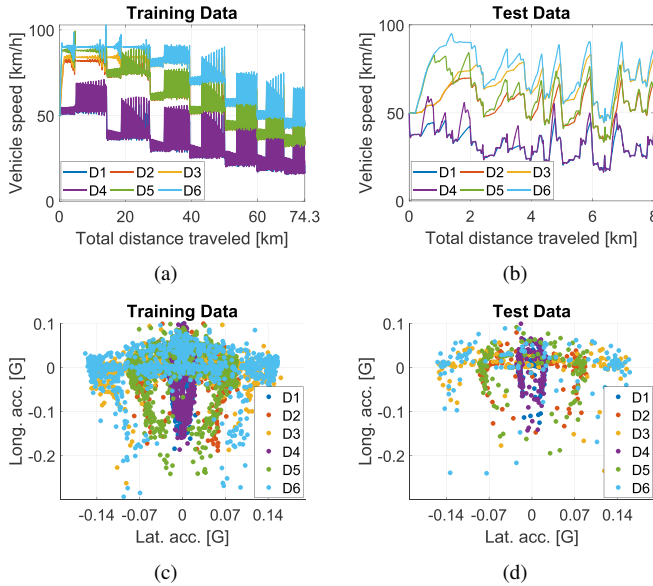 Training Data
Vehicle speed [km/h]
100
50
0
D1 D2 D3
D4 D5 D6
0 20 40 60 74.3
Total distance traveled [km]
(a)
Test Data
Vehicle speed [km/h]
100
50
0
D1 D2 D3
D4 D5 D6
0 2 4 6 8
Total distance traveled [km]
(b)
Training Data
Long. acc. [G]
0.1
0
-0.1
-0.2
D1
D2
D3
D4
D5
D6
-0.14 -0.07 0 0.07 0.14
Lat. acc. [G]
(c)
Test Data
Long. acc. [G]
0.1
0
-0.1
-0.2
D1
D2
D3
D4
D5
D6
-0.14 -0.07 0 0.07 0.14
Lat. acc. [G]
(d)